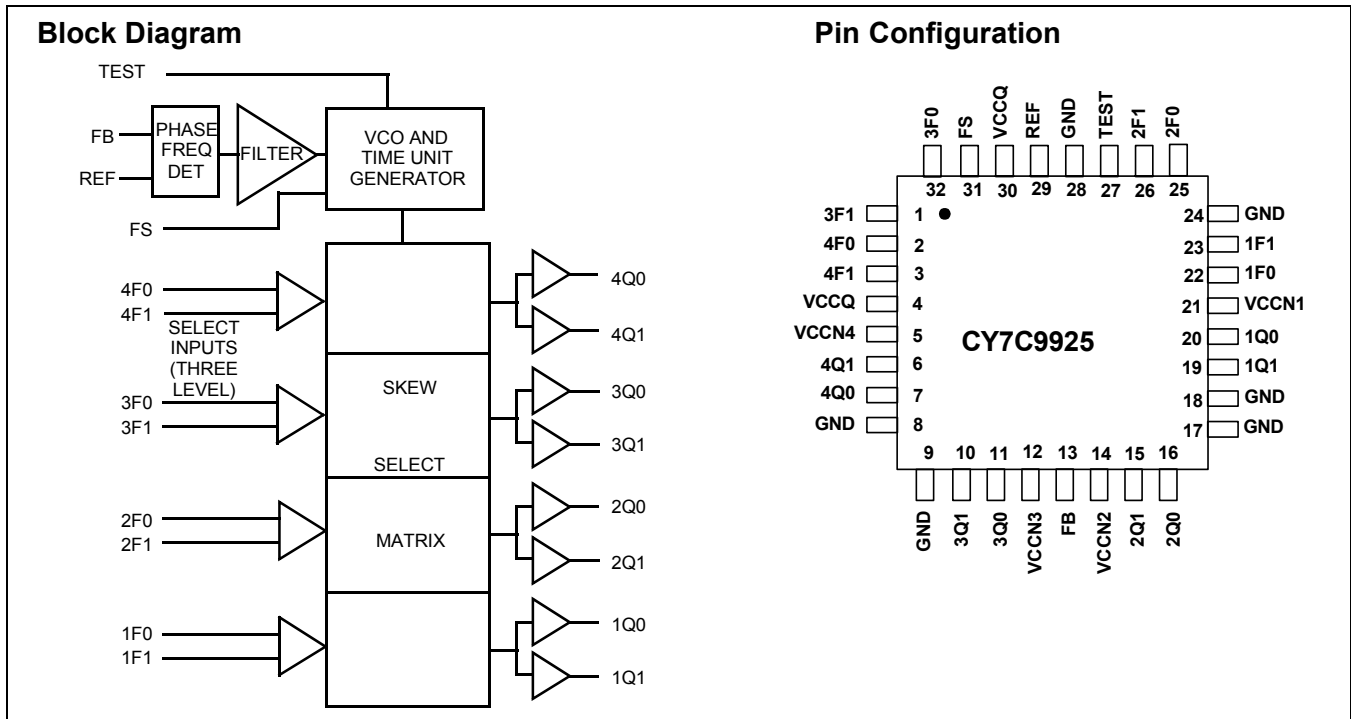 Block Diagram
TEST
FB
REF
PHASE
FREQ
DET
FILTER
VCO AND
TIME UNIT
GENERATOR
FS
4F0
4F1
SELECT
INPUTS
(THREE
LEVEL)
3F0
3F1
2F0
2F1
1F0
1F1
SKEW
SELECT
MATRIX
4Q0
4Q1
3Q0
3Q1
2Q0
2Q1
1Q0
1Q1
Pin Configuration
3F0
FS
VCCQ
REF
GND
TEST
2F1
2F0
32 31 30 29 28 27 26 25
3F1 1
4F0 2
4F1 3
VCCQ 4
VCCN4 5
4Q1 6
4Q0 7
GND 8
CY7C9925
24 GND
23 1F1
22 1F0
21 VCCN1
20 1Q0
19 1Q1
18 GND
17 GND
9 10 11 12 13 14 15 16
GND
3Q1
3Q0
VCCN3
FB
VCCN2
2Q1
2Q0